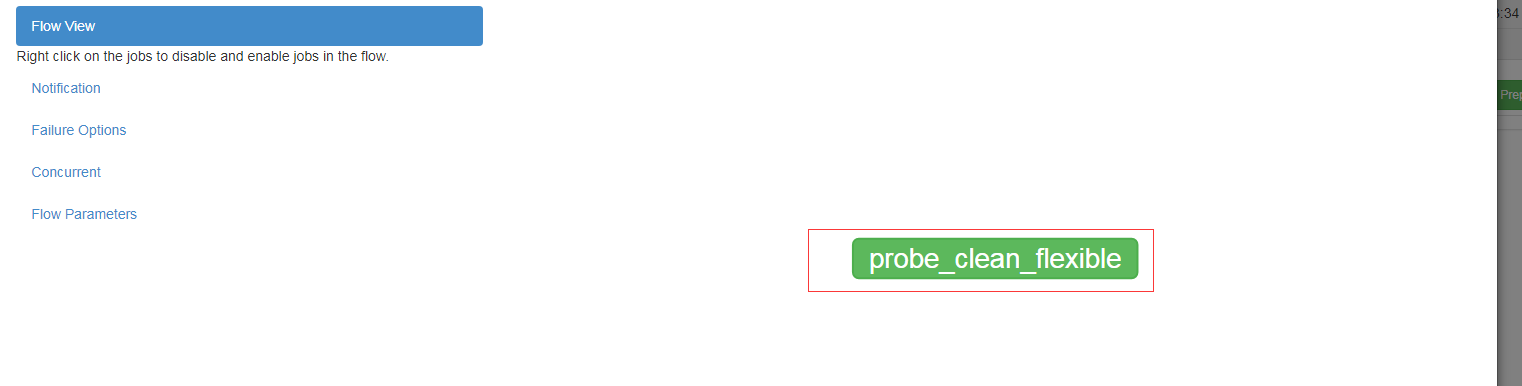 Flow View
Right click on the jobs to disable and enable jobs in the flow.
Notification
Failure Options
Concurrent
Flow Parameters
probe_clean_flexible
:34